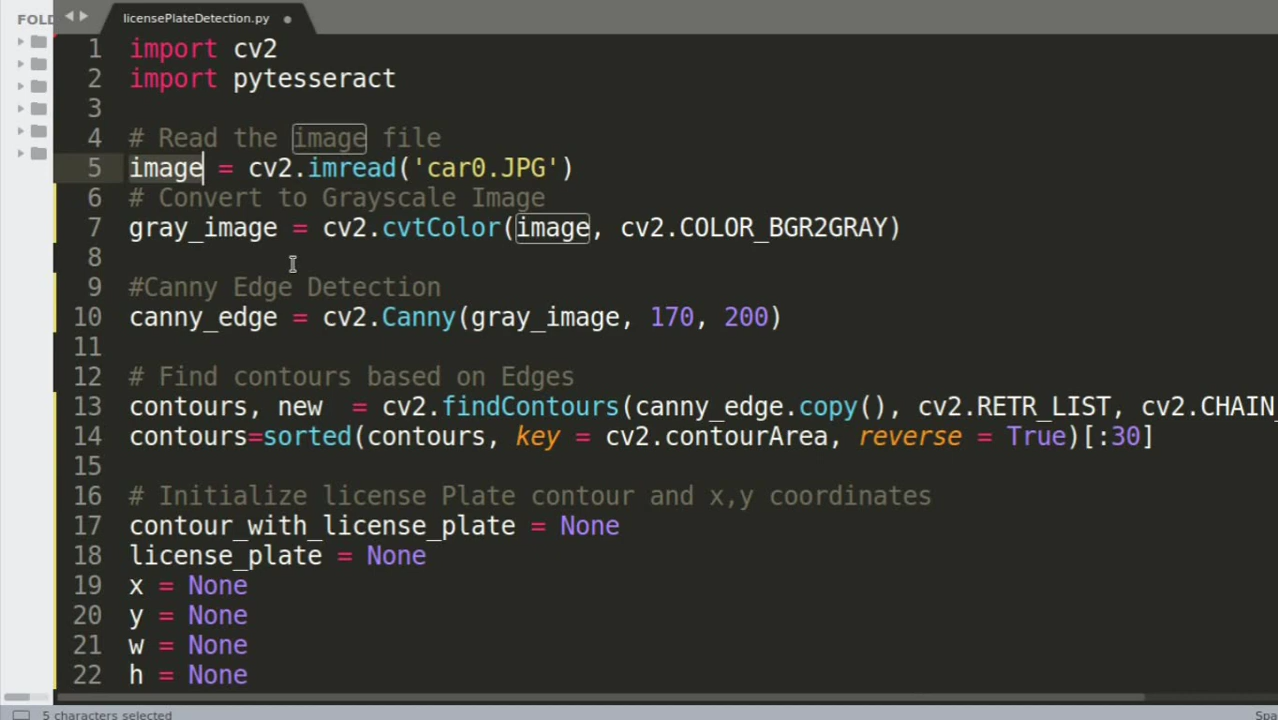 FOLD
licensePlateDetection.py
1 import cv2
2 import pytesseract
3
4 # Read the image file
5 image = cv2.imread('car0.JPG')
6 # Convert to Grayscale Image
7 gray_image = cv2.cvtColor(image, cv2.COLOR_BGR2GRAY)
8
9 #Canny Edge Detection
10 canny_edge = cv2.Canny(gray_image, 170, 200)
11
12 # Find contours based on Edges
13 contours, new  = cv2.findContours(canny_edge.copy(), cv2.RETR_LIST, cv2.CHAIN_
14 contours=sorted(contours, key = cv2.contourArea, reverse = True)[:30]
15
16 # Initialize license Plate contour and x,y coordinates
17 contour_with_license_plate = None
18 license_plate = None
19 x = None
20 y = None
21 w = None
22 h = None
5 characters selected
Spa